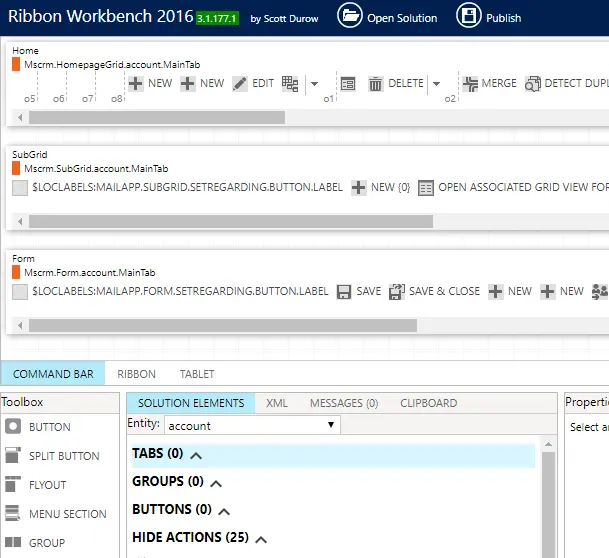 Ribbon Workbench 2016 3.1.177.1 by Scott Durow Open Solution Publish
Home
Mscrm.HomepageGrid.account.MainTab
NEW NEW EDIT DELETE MERGE DETECT DUPL
o5 o6 o7 o8 o1 o2
SubGrid
Mscrm.SubGrid.account.MainTab
$LOCLABELS:MAILAPP.SUBGRID.SETREGARDING.BUTTON.LABEL NEW {0} OPEN ASSOCIATED GRID VIEW FOR
Form
Mscrm.Form.account.MainTab
$LOCLABELS:MAILAPP.FORM.SETREGARDING.BUTTON.LABEL SAVE SAVE & CLOSE NEW NEW
COMMAND BAR RIBBON TABLET
Toolbox SOLUTION ELEMENTS XML MESSAGES (0) CLIPBOARD Properti
BUTTON Entity: account Select a
SPLIT BUTTON TABS (0)
FLYOUT GROUPS (0)
MENU SECTION BUTTONS (0)
GROUP HIDE ACTIONS (25)